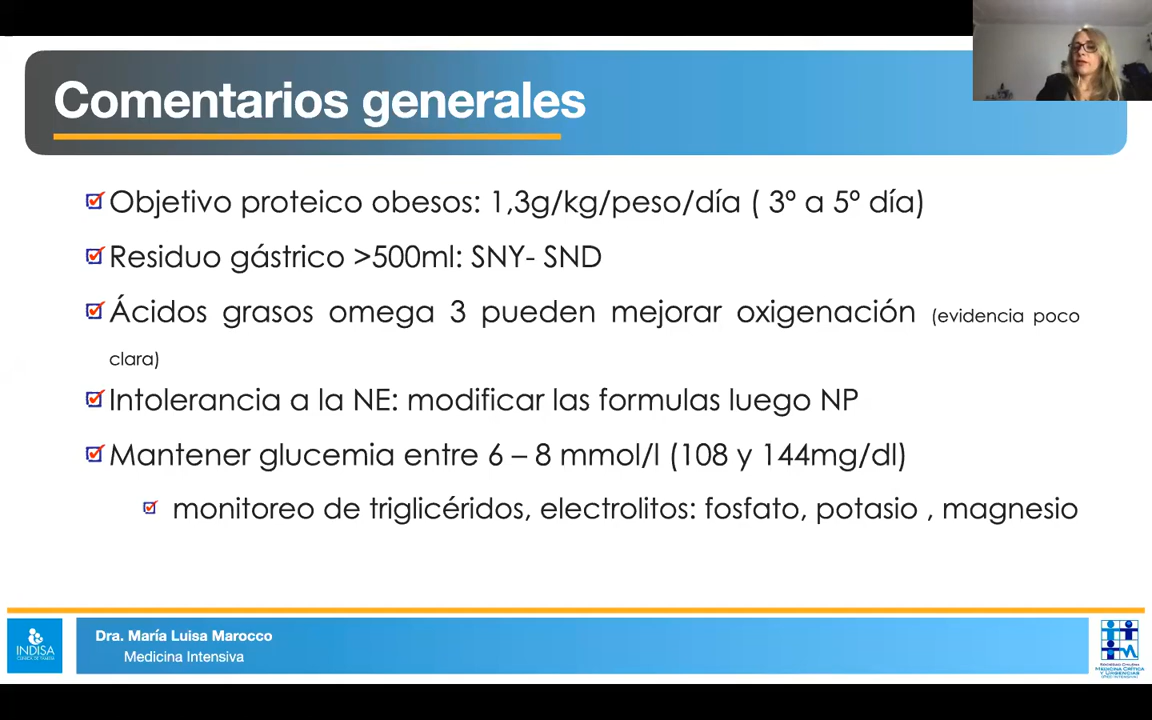 Comentarios generales
Objetivo proteico obesos: 1,3g/kg/peso/día ( 3º a 5º día)
Residuo gástrico >500ml: SNY- SND
Ácidos grasos omega 3 pueden mejorar oxigenación (evidencia poco
clara)
Intolerancia a la NE: modificar las formulas luego NP
Mantener glucemia entre 6 – 8 mmol/l (108 y 144mg/dl)
monitoreo de triglicéridos, electrolitos: fosfato, potasio , magnesio
Dra. María Luisa Marocco
Medicina Intensiva
INDISA
MEDICINA CRÍTICA
Y URGENCIAS